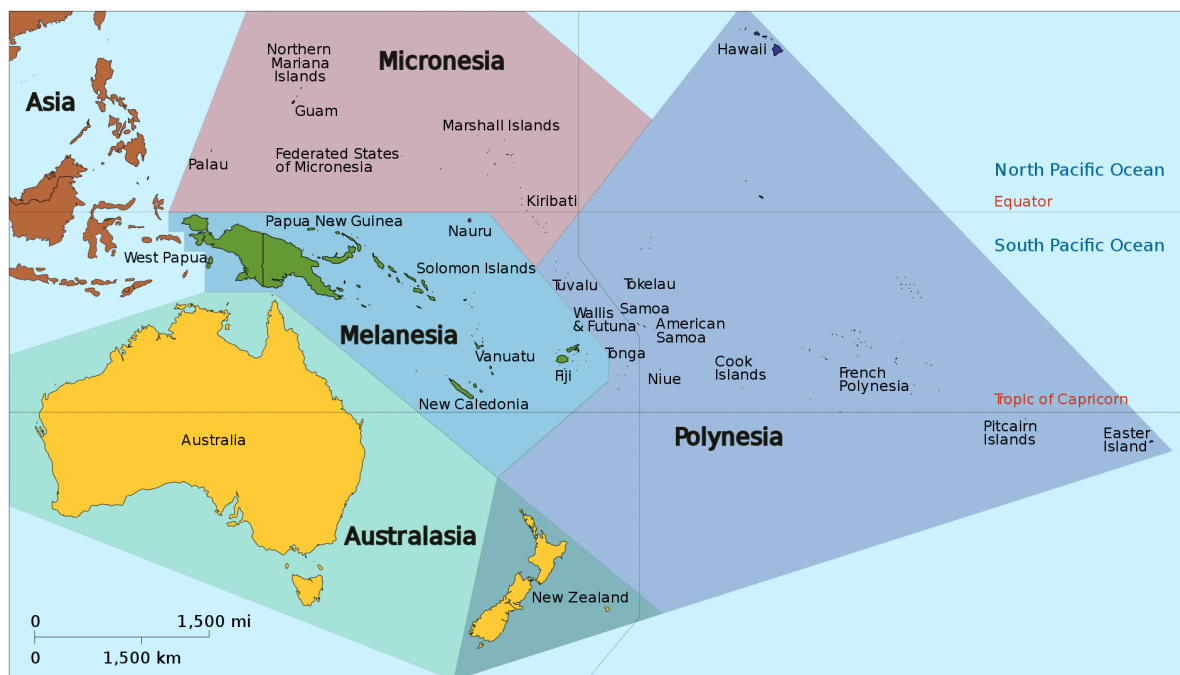 Hawaii
Northern
Mariana
Islands
Micronesia
Asia
Guam
Marshall Islands
Palau
Federated States
of Micronesia
North Pacific Ocean
Kiribati
Equator
Papua New Guinea
Nauru
South Pacific Ocean
West Papua
Solomon Islands
Tuvalu
Tokelau
Samoa
Wallis
& Futuna
American
Samoa
Melanesia
Vanuatu
Tonga
Fiji
Niue
Cook
Islands
French
Polynesia
New Caledonia
Tropic of Capricorn
Australia
Polynesia
Pitcairn
Islands
Easter
Island
Australasia
New Zealand
0 1,500 mi
0 1,500 km